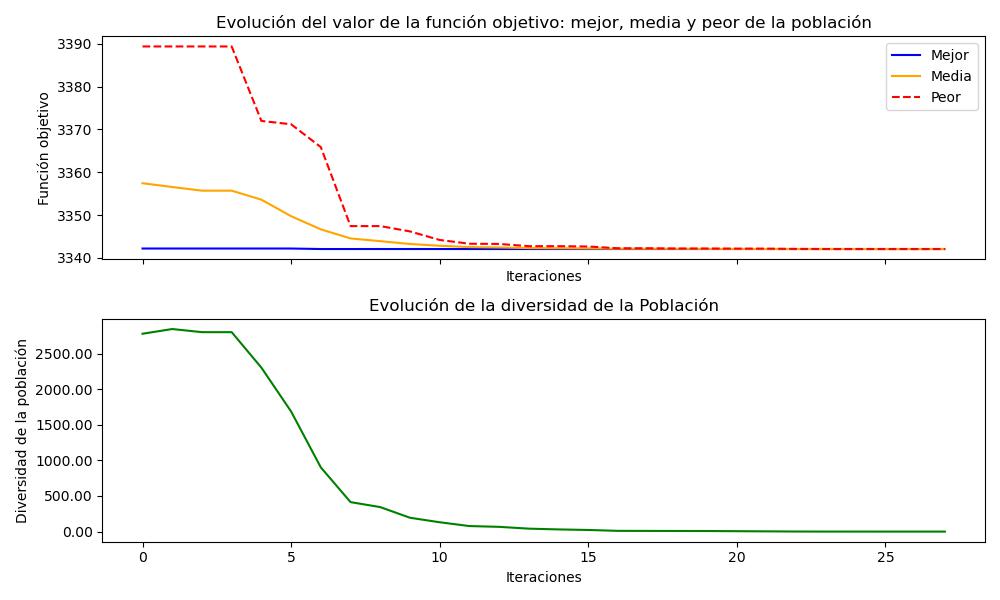 Evolución del valor de la función objetivo: mejor, media y peor de la población
3390
3380
3370
3360
3350
3340
Función objetivo
Mejor
Media
Peor
Iteraciones
Evolución de la diversidad de la Población
2500.00
2000.00
1500.00
1000.00
500.00
0.00
Diversidad de la población
0 5 10 15 20 25
Iteraciones